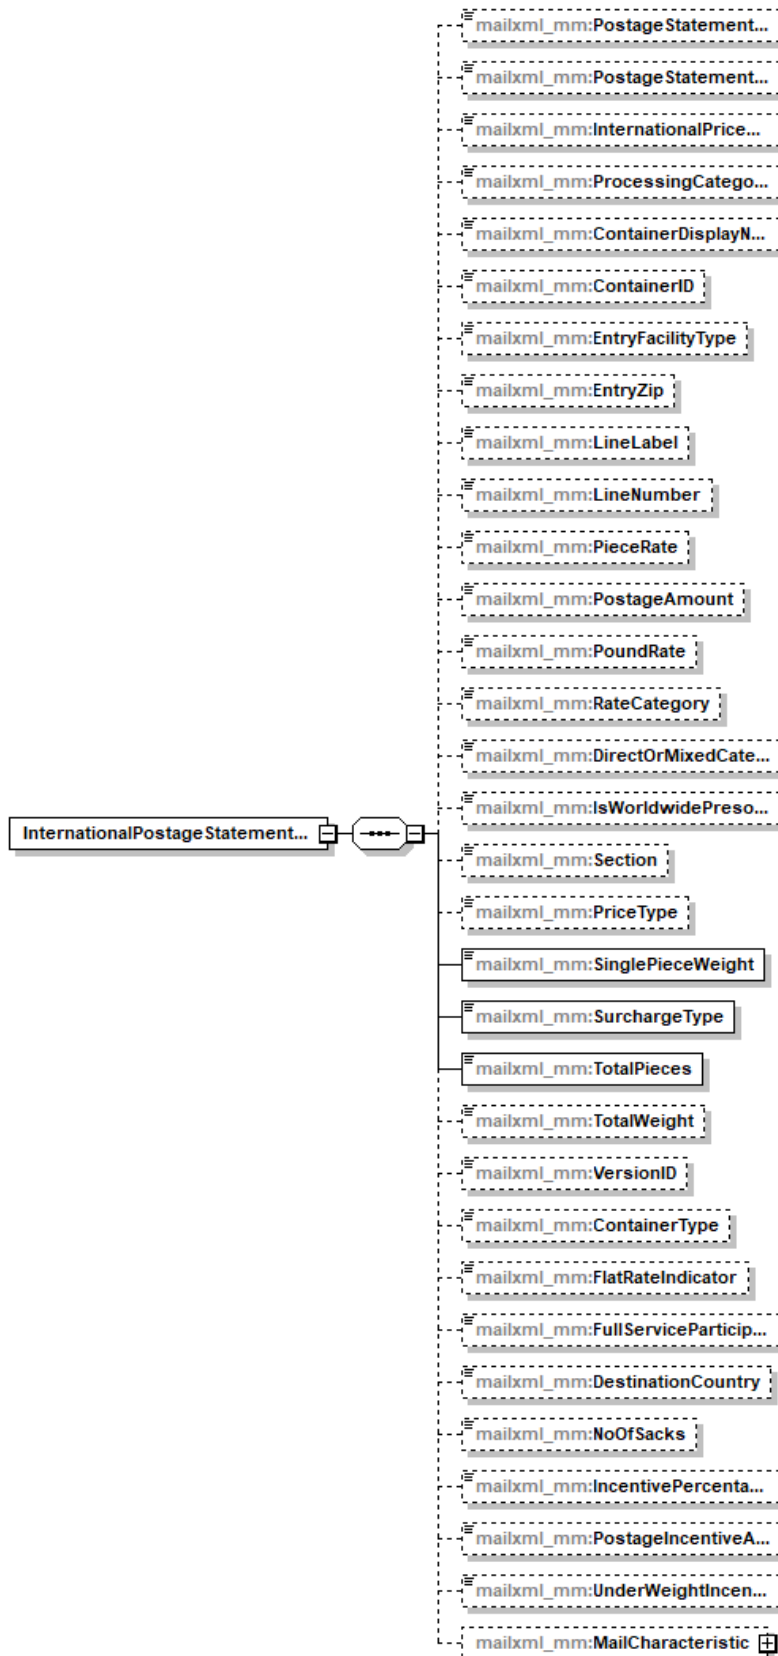 mailxml_mm:PostageStatement...
mailxml_mm:PostageStatement...
mailxml_mm:InternationalPrice...
mailxml_mm:ProcessingCatego...
mailxml_mm:ContainerDisplayN...
mailxml_mm:ContainerID
mailxml_mm:EntryFacilityType
mailxml_mm:EntryZip
mailxml_mm:LineLabel
mailxml_mm:LineNumber
mailxml_mm:PieceRate
mailxml_mm:PostageAmount
mailxml_mm:PoundRate
mailxml_mm:RateCategory
mailxml_mm:DirectOrMixedCate...
mailxml_mm:IsWorldwidePreso...
InternationalPostageStatement...
mailxml_mm:Section
mailxml_mm:PriceType
mailxml_mm:SinglePieceWeight
mailxml_mm:SurchargeType
mailxml_mm:TotalPieces
mailxml_mm:TotalWeight
mailxml_mm:VersionID
mailxml_mm:ContainerType
mailxml_mm:FlatRateIndicator
mailxml_mm:FullServiceParticip...
mailxml_mm:DestinationCountry
mailxml_mm:NoOfSacks
mailxml_mm:IncentivePercenta...
mailxml_mm:PostageIncentiveA...
mailxml_mm:UnderWeightIncen...
mailxml_mm:MailCharacteristic